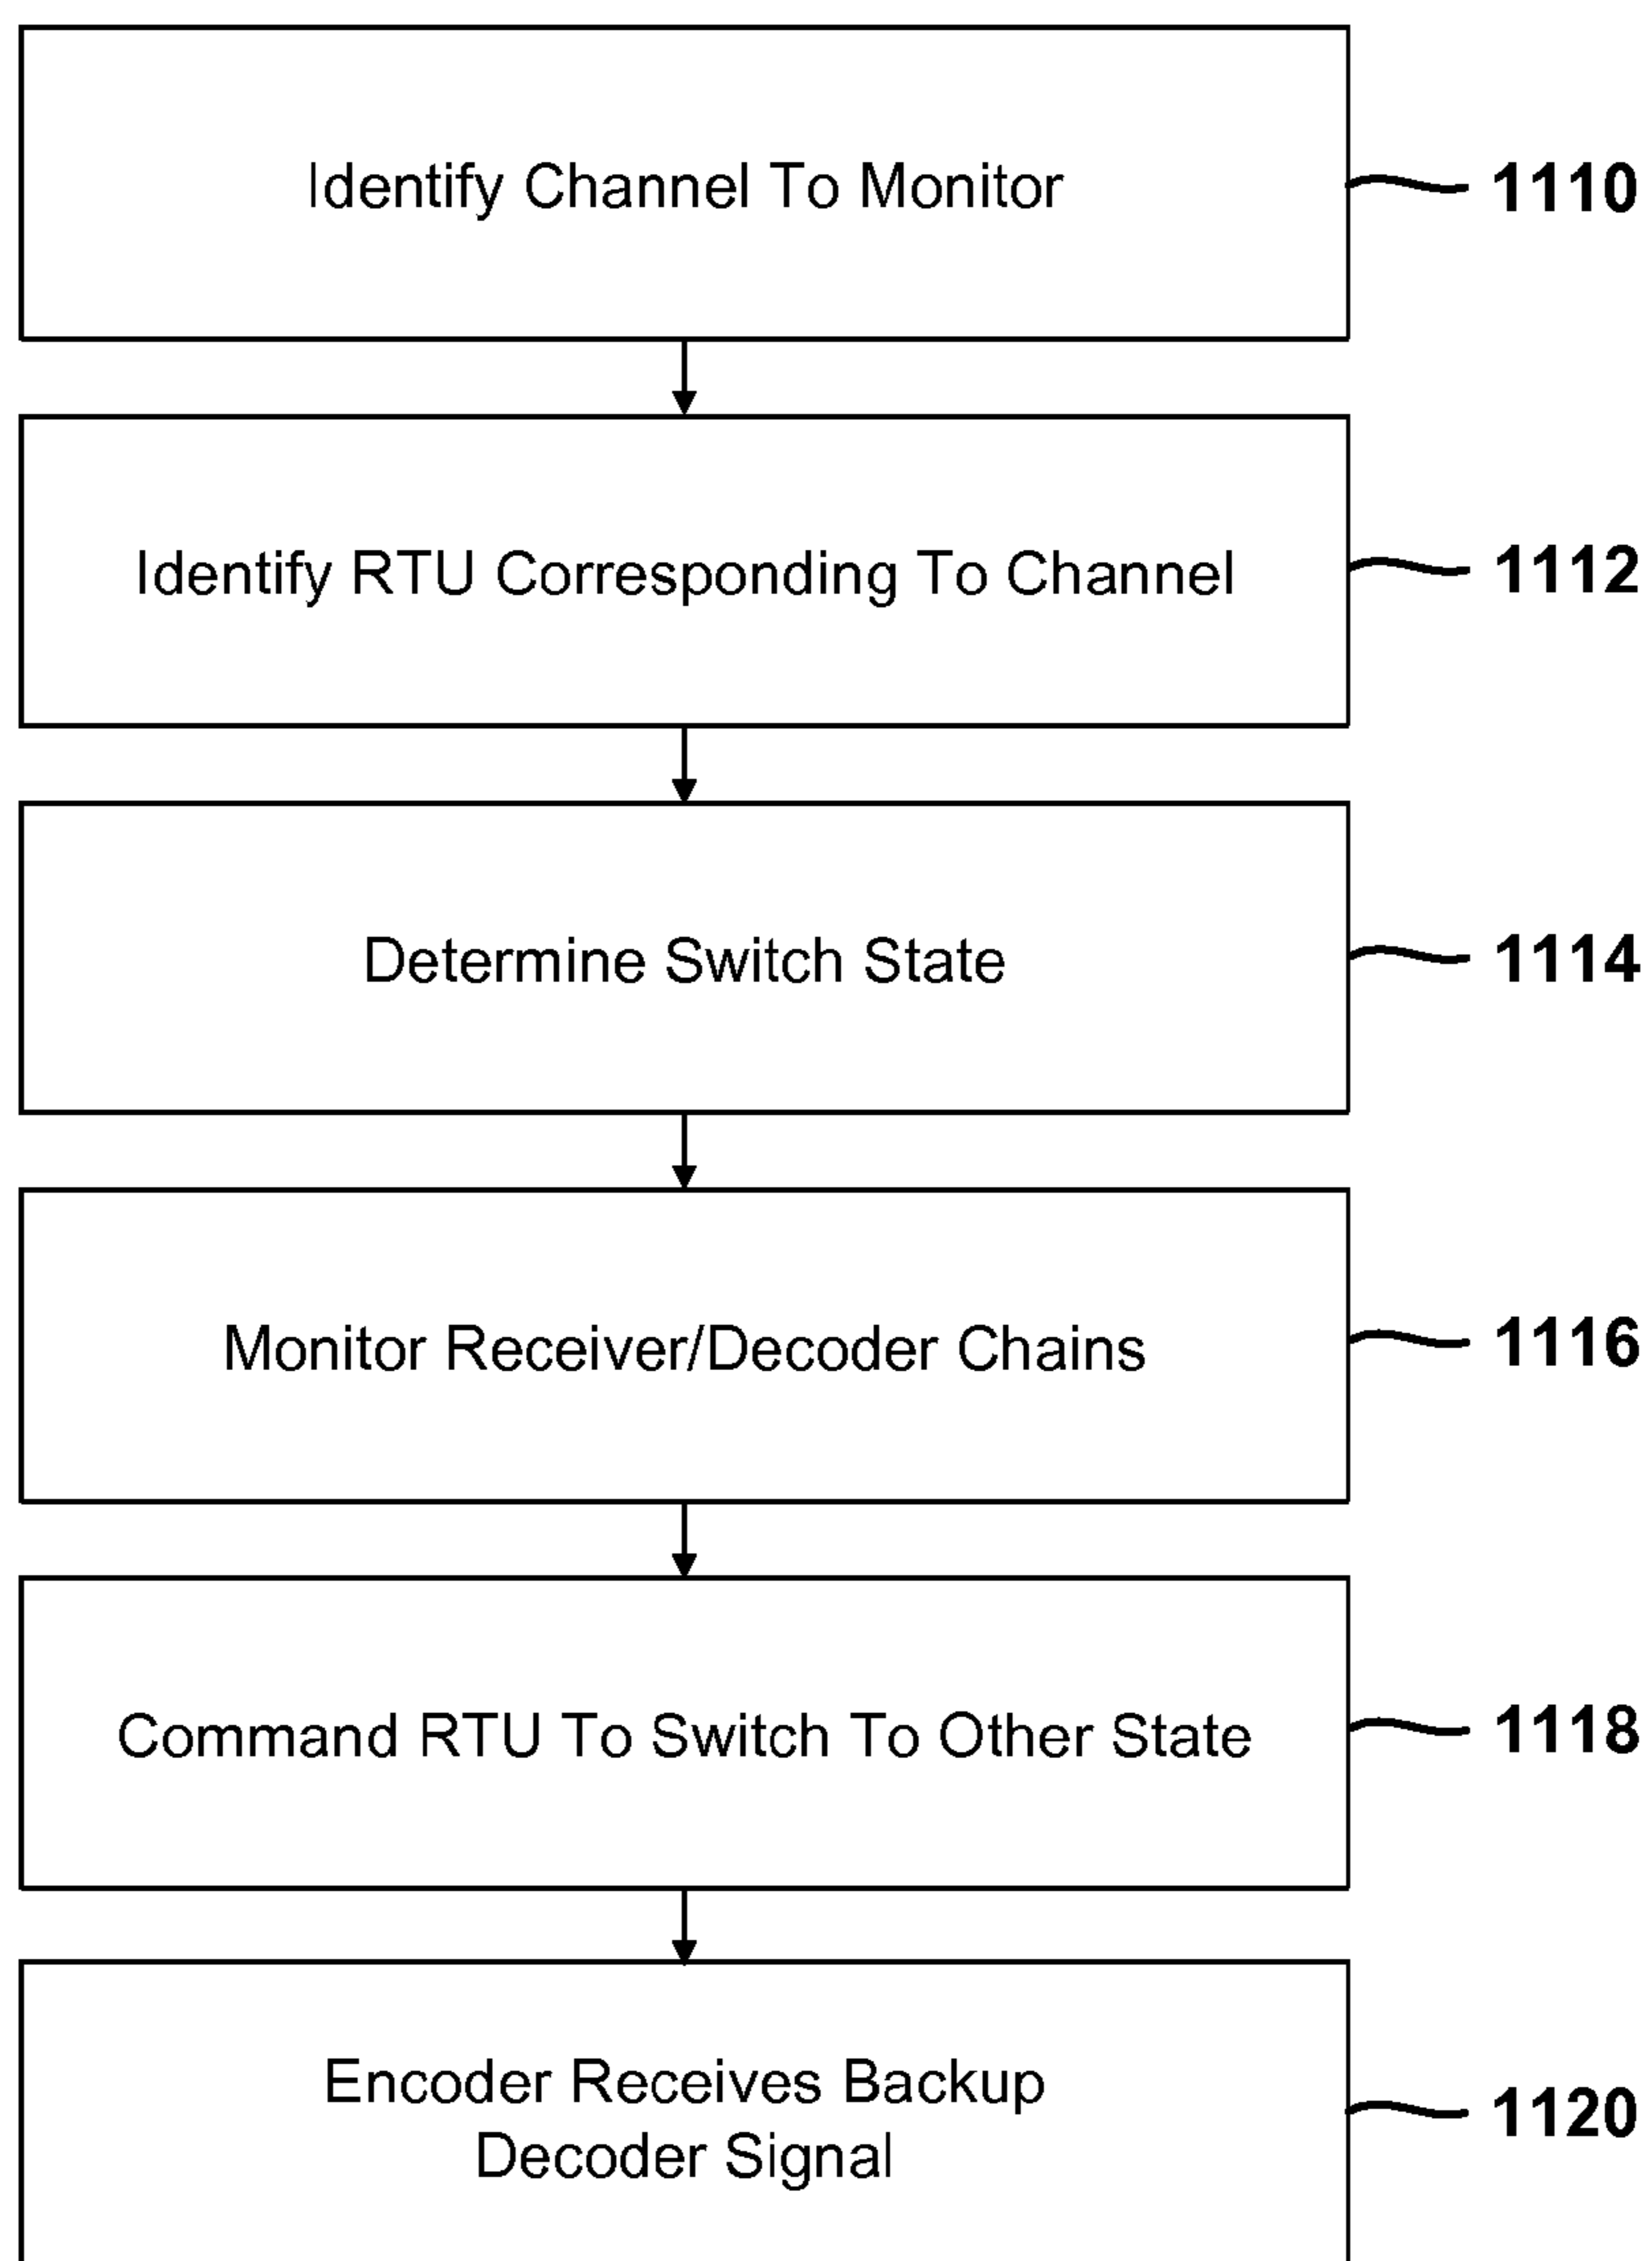 Identify Channel To Monitor
1110
Identify RTU Corresponding To Channel
1112
Determine Switch State
1114
Monitor Receiver/Decoder Chains
1116
Command RTU To Switch To Other State
1118
Encoder Receives Backup
Decoder Signal
1120